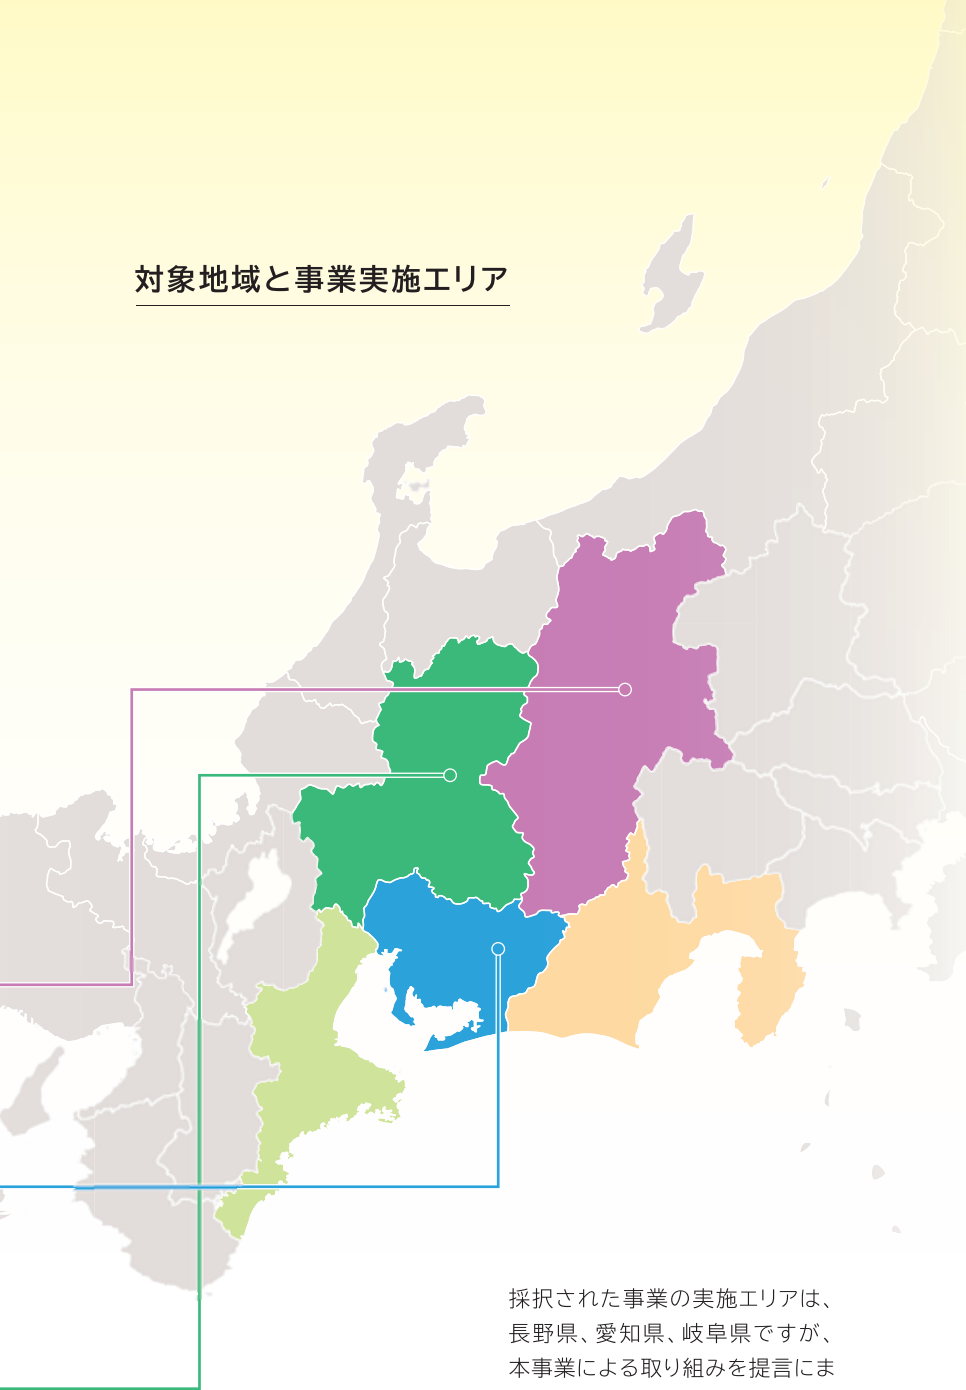 対象地域と事業実施エリア
採択された事業の実施エリアは、
長野県、愛知県、岐阜県ですが、
本事業による取り組みを提言にま